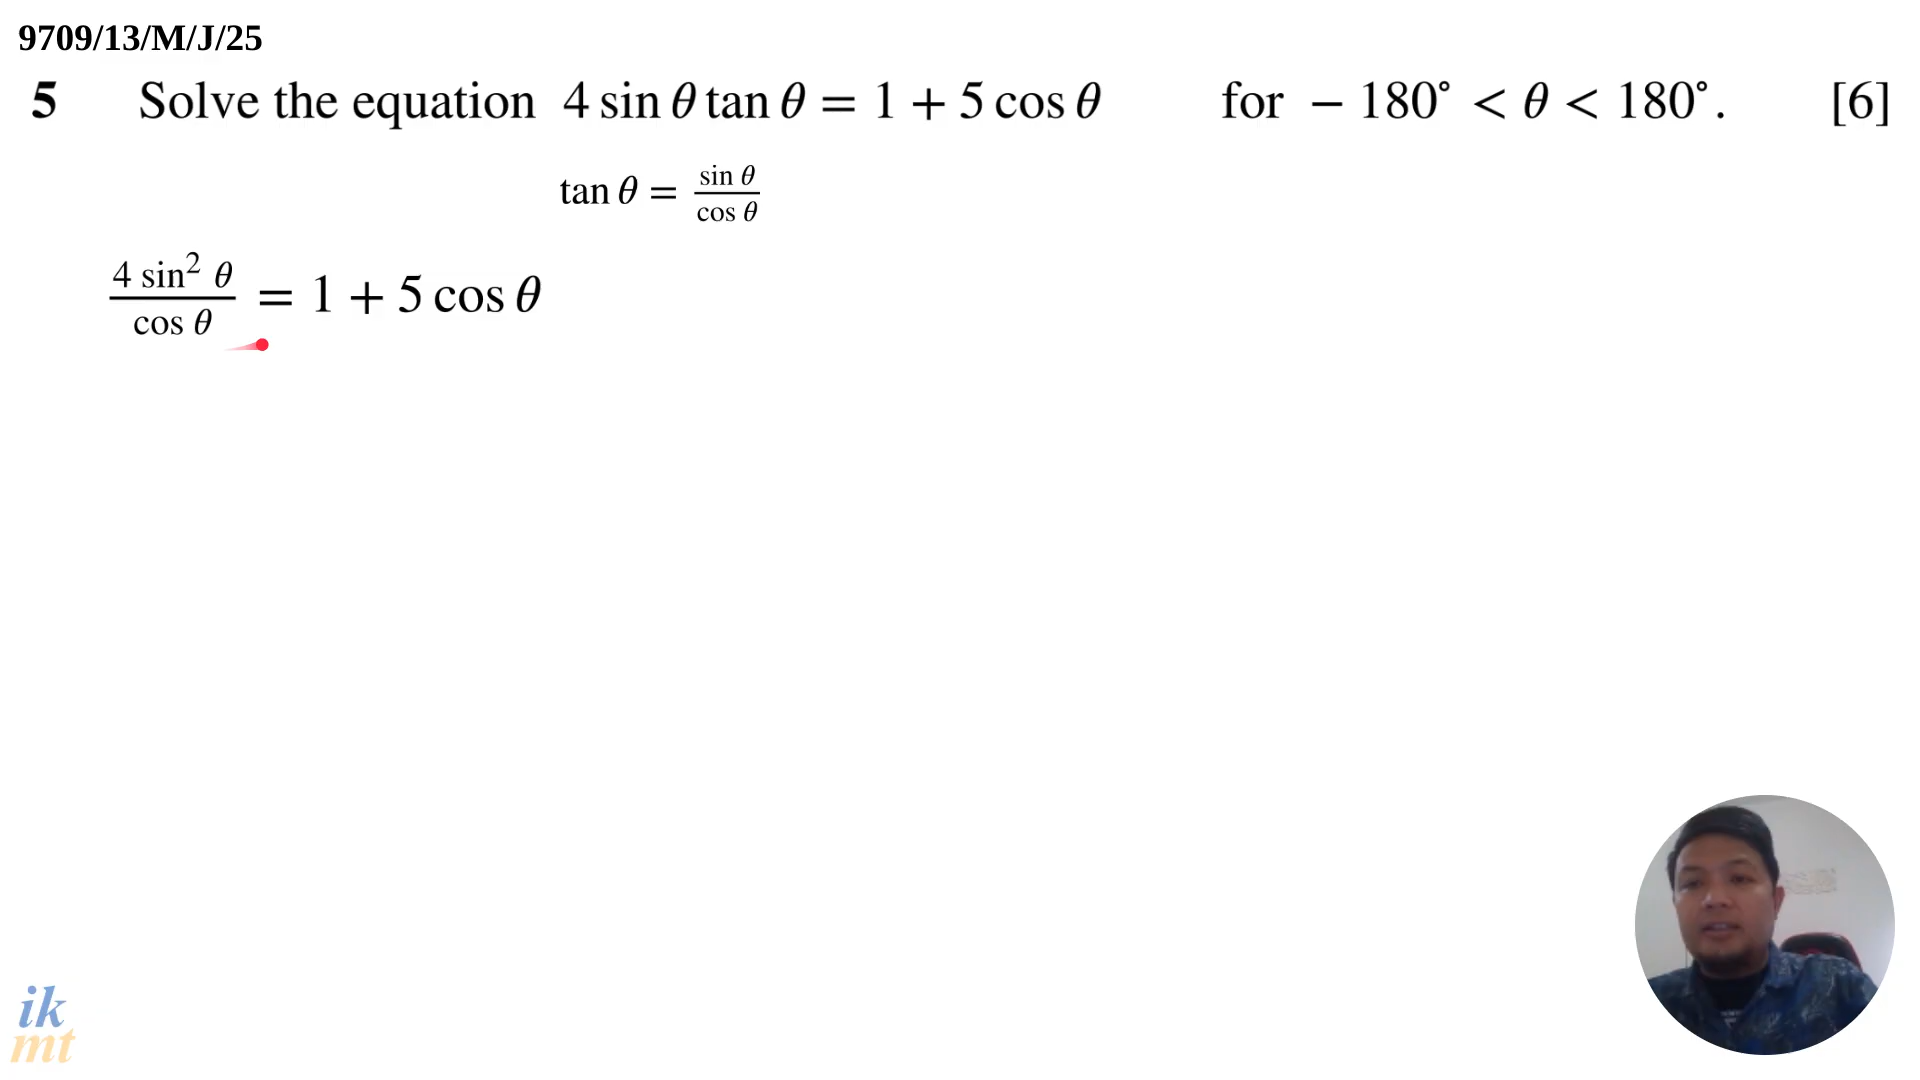 9709/13/M/J/25
5 Solve the equation 4 sin θ tan θ = 1 + 5 cos θ for − 180° < θ < 180°. [6]
tan θ = sin θ / cos θ
4 sin² θ / cos θ = 1 + 5 cos θ
ik
mt